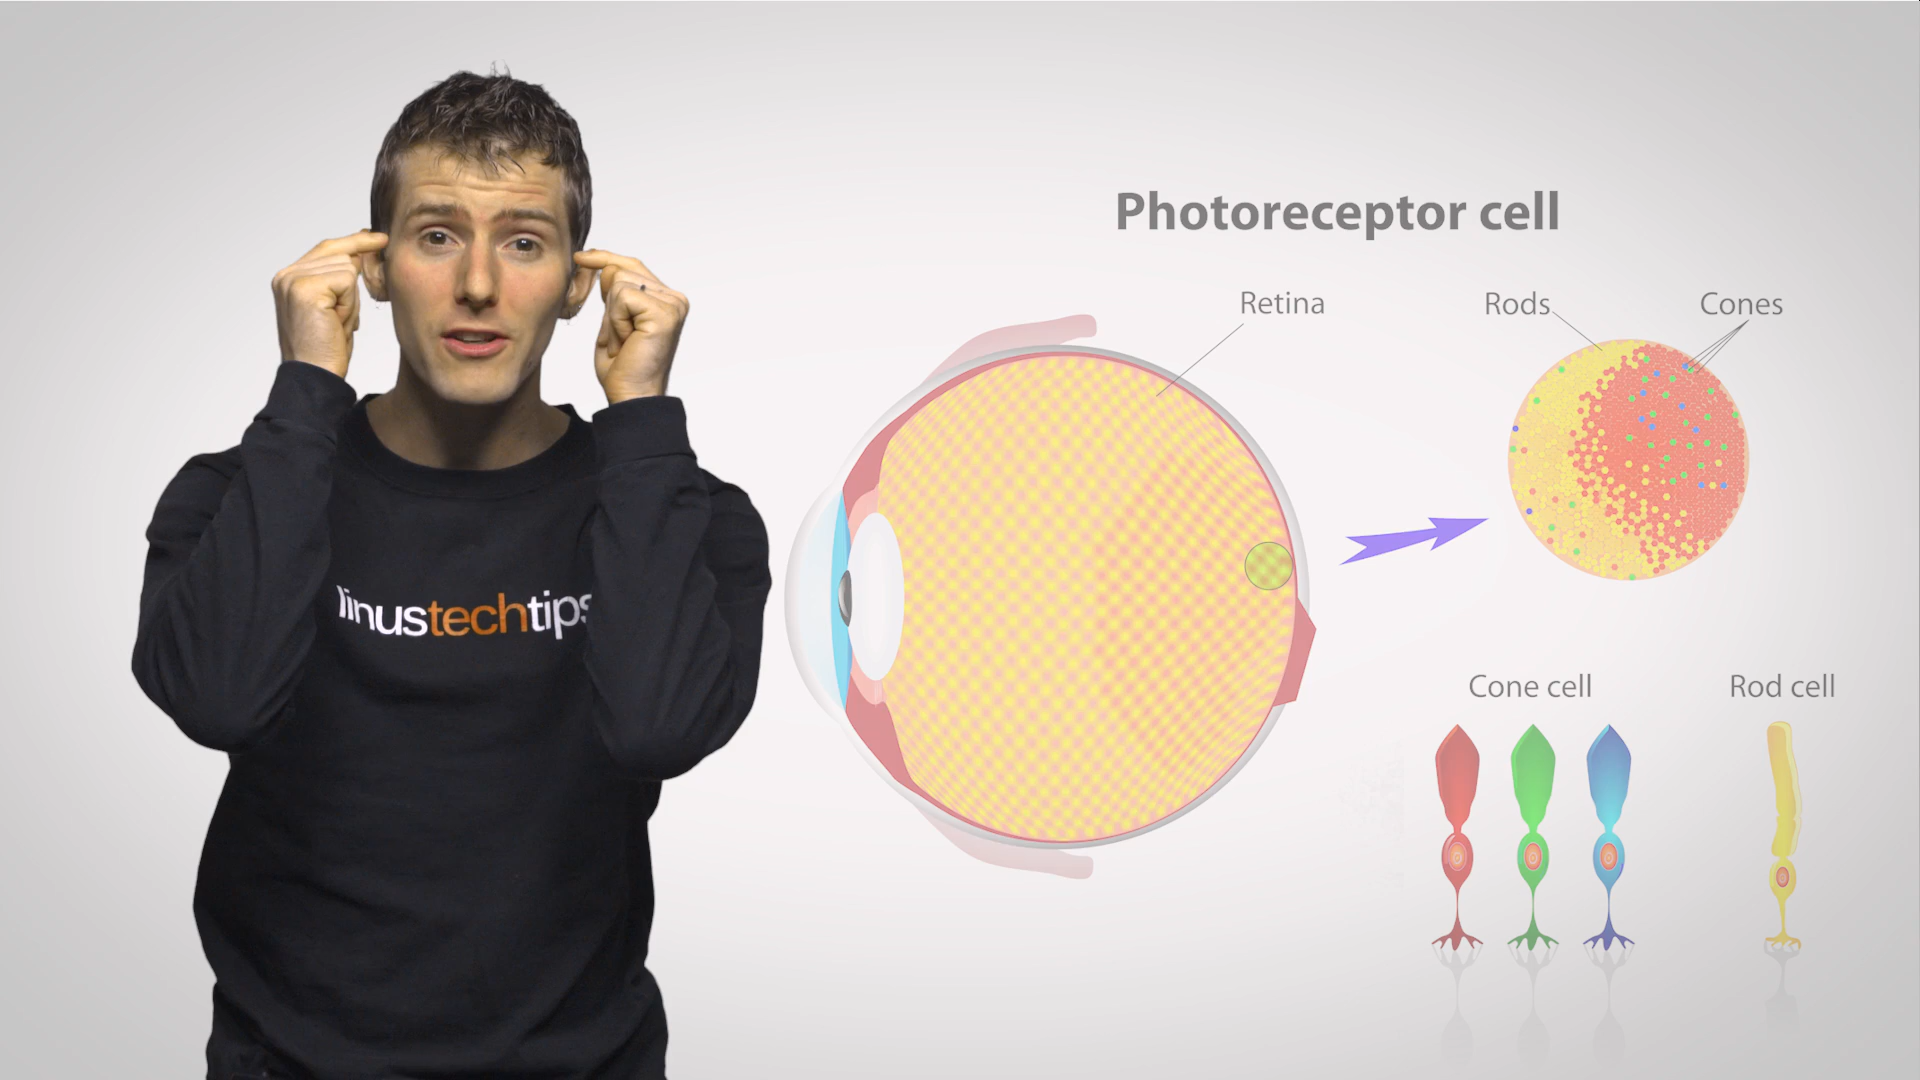 Photoreceptor cell
Retina
Rods
Cones
linustechtips
Cone cell
Rod cell